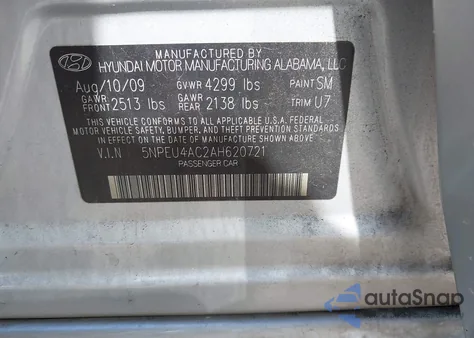 MANUFACTURED BY
HYUNDAI MOTOR MANUFACTURING ALABAMA, LLC
Aug/10/09 GVWR 4299 lbs PAINT SM
GAWR FRONT 2513 lbs GAWR REAR 2138 lbs TRIM U7
THIS VEHICLE CONFORMS TO ALL APPLICABLE U.S.A. FEDERAL
MOTOR VEHICLE SAFETY, BUMPER, AND THEFT PREVENTION
STANDARDS IN EFFECT ON THE DATE OF MANUFACTURE SHOWN ABOVE.
V.I.N 5NPEU4AC2AH620721
PASSENGER CAR
autoSnap